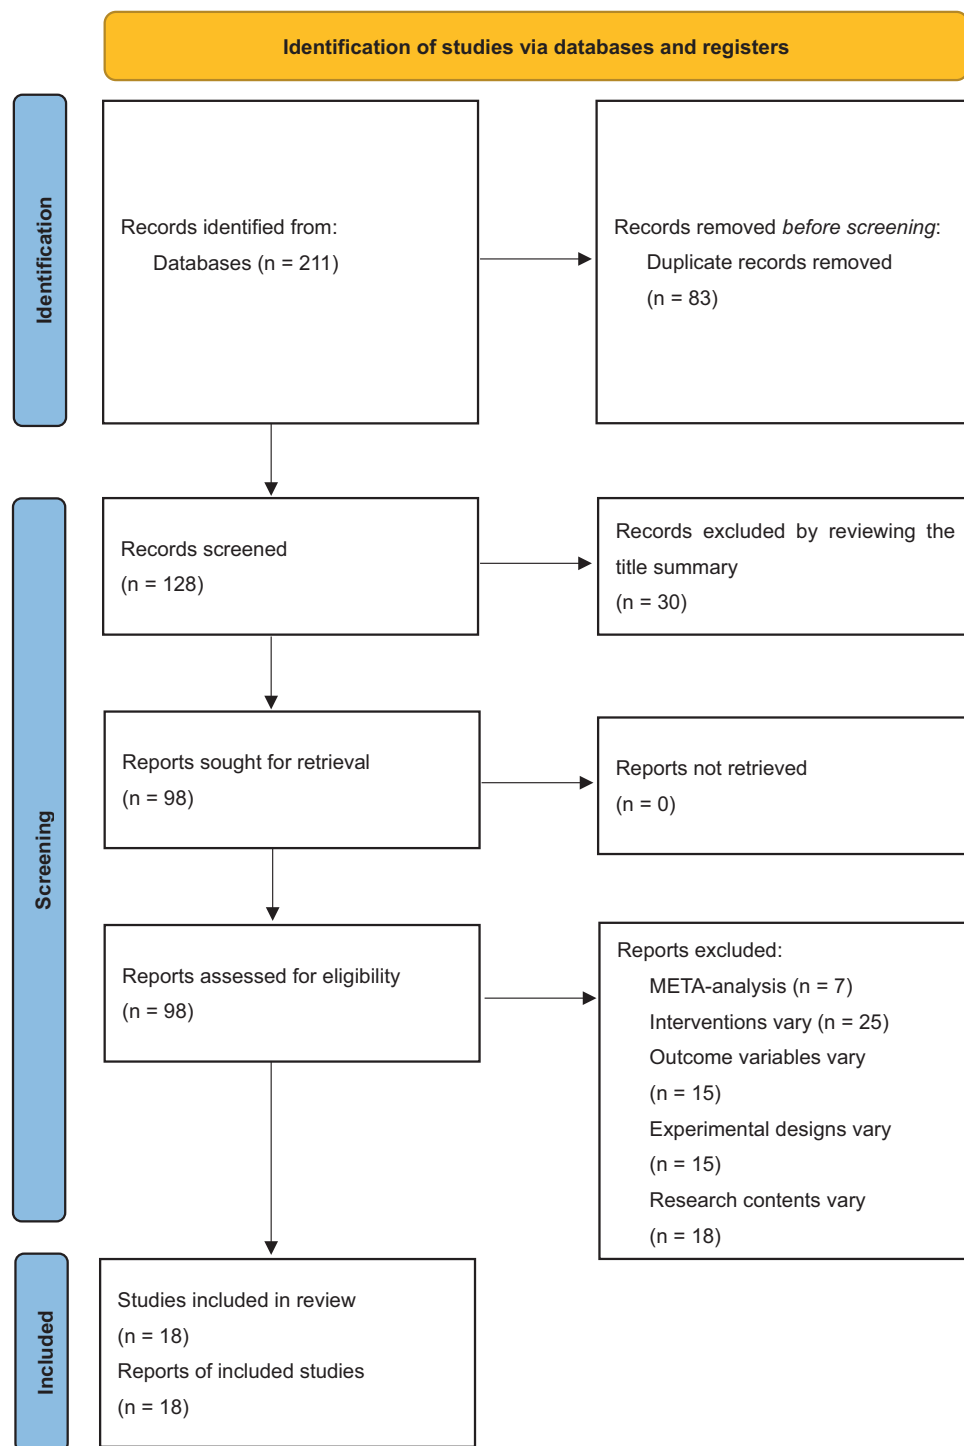 Identification of studies via databases and registers
Identification
Records identified from:
Databases (n = 211)
Records removed before screening:
Duplicate records removed
(n = 83)
Screening
Records screened
(n = 128)
Records excluded by reviewing the
title summary
(n = 30)
Reports sought for retrieval
(n = 98)
Reports not retrieved
(n = 0)
Reports assessed for eligibility
(n = 98)
Reports excluded:
META-analysis (n = 7)
Interventions vary (n = 25)
Outcome variables vary
(n = 15)
Experimental designs vary
(n = 15)
Research contents vary
(n = 18)
Included
Studies included in review
(n = 18)
Reports of included studies
(n = 18)